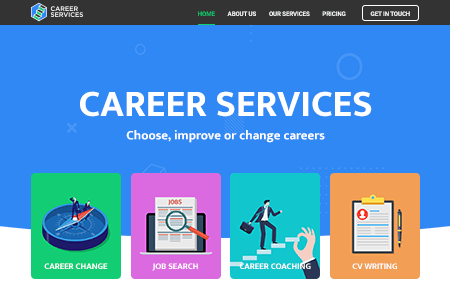 CAREER
SERVICES
HOME ABOUT US OUR SERVICES PRICING GET IN TOUCH
CAREER SERVICES
Choose, improve or change careers
JOBS
CAREER CHANGE JOB SEARCH CAREER COACHING CV WRITING